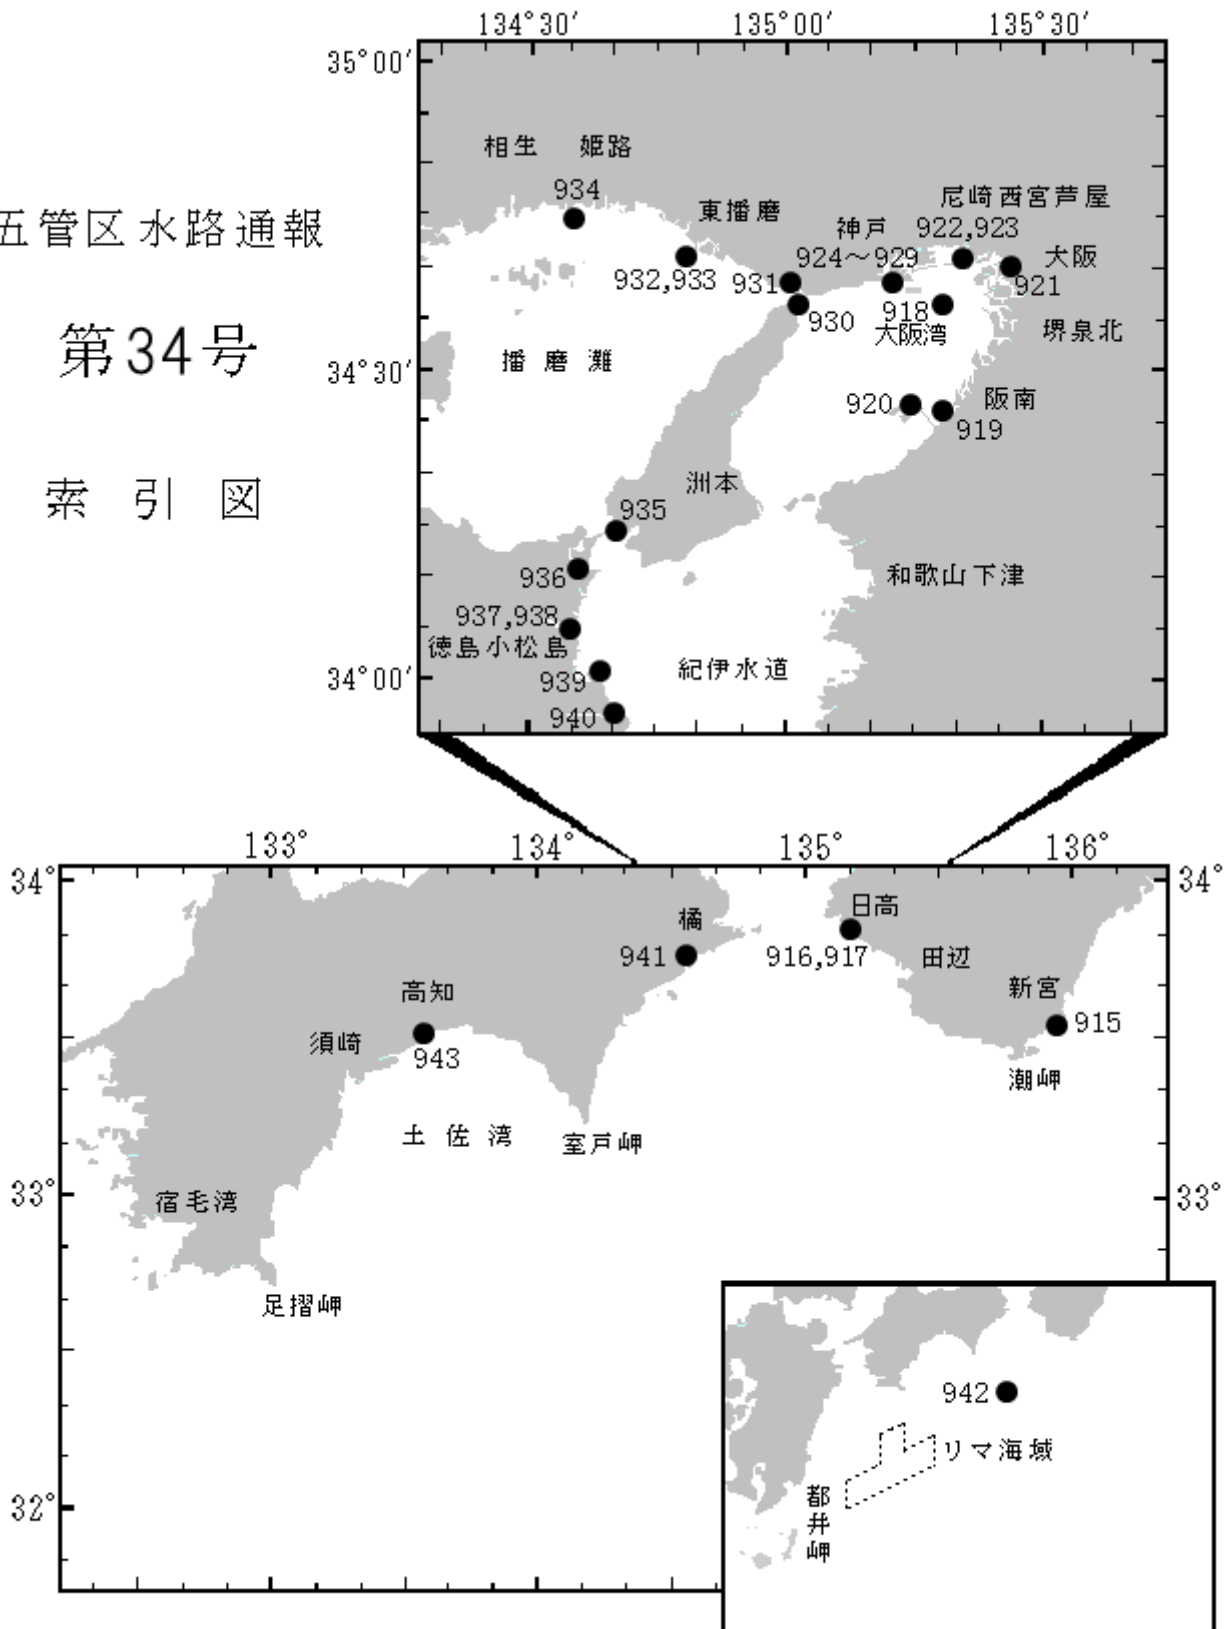 134°30′ 135°00′ 135°30′
35°00′
相生 姫路
934
五管区水路通報
東播磨
尼崎西宮芦屋
神戸 922,923
924～929 大阪
932,933 931 921
918
930
大阪湾 堺泉北
第34号
播磨灘
34°30′
920 阪南
919
索引図
洲本
935
936
和歌山下津
937,938
徳島小松島
紀伊水道
34°00′
939
940
133° 134° 135° 136°
34° 34°
橘 日高
941 916,917 田辺
高知 新宮
須崎 943 915
潮岬
土佐湾
室戸岬
33° 33°
宿毛湾
足摺岬
942
リマ海域
都井岬
32°